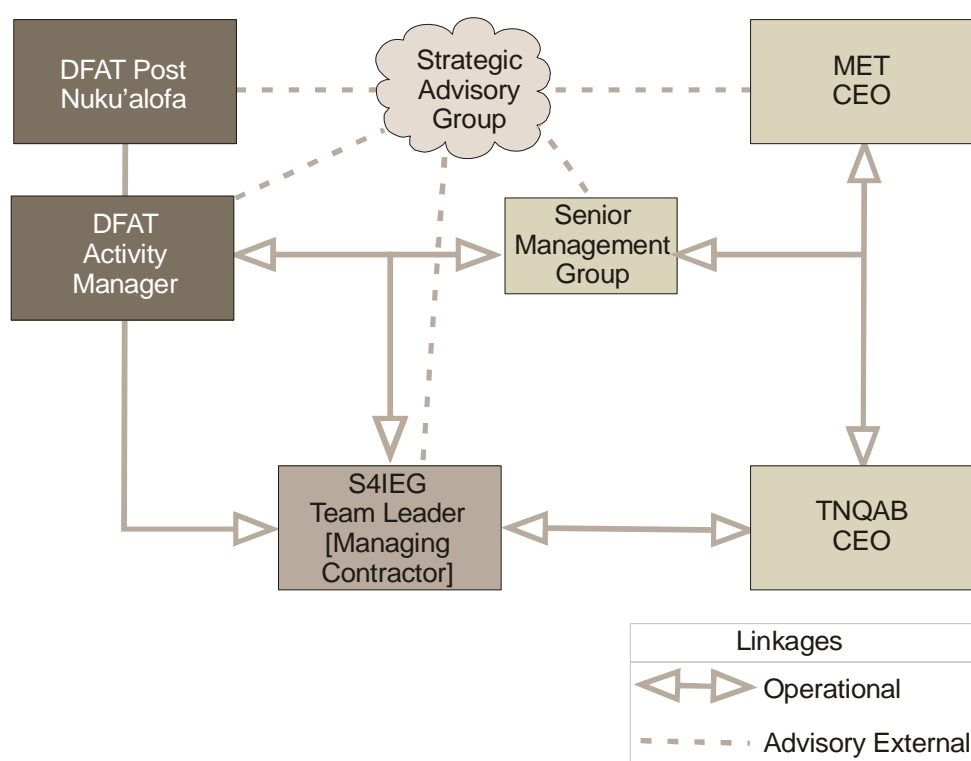 DFAT Post
Nuku’alofa
Strategic
Advisory
Group
MET
CEO
DFAT
Activity
Manager
Senior
Management
Group
S4IEG
Team Leader
[Managing
Contractor]
TNQAB
CEO
Linkages
Operational
Advisory External